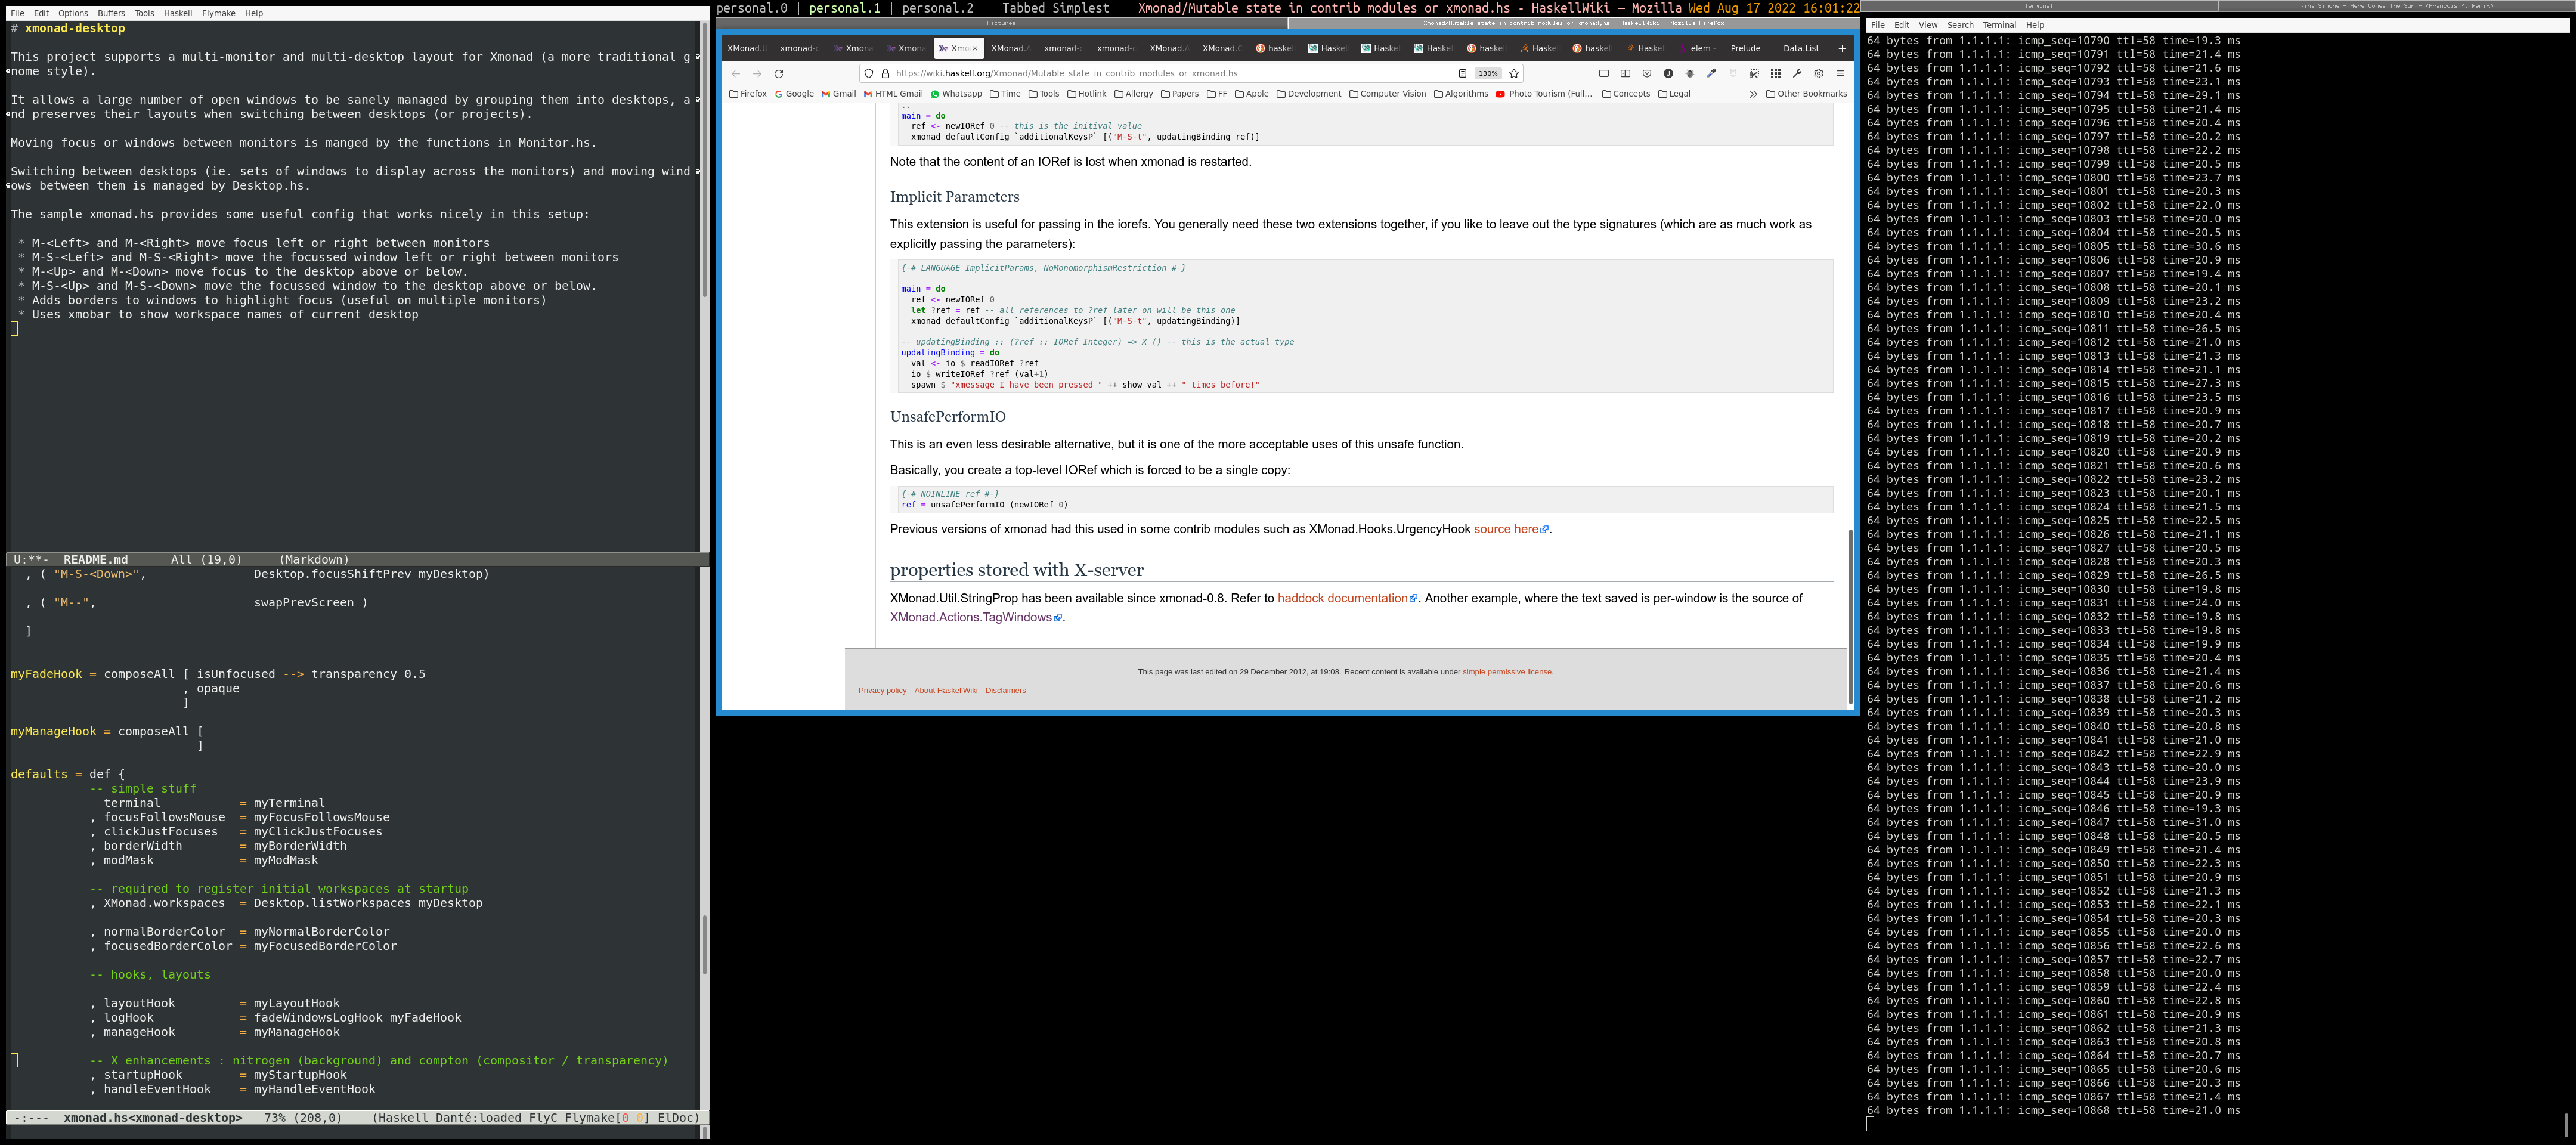 File Edit Options Buffers Tools Haskell Flymake Help
# xmonad-desktop
This project supports a multi-monitor and multi-desktop layout for Xmonad (a more traditional g
nome style).
It allows a large number of open windows to be sanely managed by grouping them into desktops, a
nd preserves their layouts when switching between desktops (or projects).
Moving focus or windows between monitors is manged by the functions in Monitor.hs.
Switching between desktops (ie. sets of windows to display across the monitors) and moving wind
ows between them is managed by Desktop.hs.
The sample xmonad.hs provides some useful config that works nicely in this setup:
* M-<Left> and M-<Right> move focus left or right between monitors
* M-S-<Left> and M-S-<Right> move the focussed window left or right between monitors
* M-<Up> and M-<Down> move focus to the desktop above or below.
* M-S-<Up> and M-S-<Down> move the focussed window to the desktop above or below.
* Adds borders to windows to highlight focus (useful on multiple monitors)
* Uses xmobar to show workspace names of current desktop
U:**- README.md All (19,0) (Markdown)
, ( "M-S-<Down>", Desktop.focusShiftPrev myDesktop)
, ( "M--", swapPrevScreen )
]
myFadeHook = composeAll [ isUnfocused --> transparency 0.5
, opaque
]
myManageHook = composeAll [
]
defaults = def {
-- simple stuff
terminal = myTerminal
, focusFollowsMouse = myFocusFollowsMouse
, clickJustFocuses = myClickJustFocuses
, borderWidth = myBorderWidth
, modMask = myModMask
-- required to register initial workspaces at startup
, XMonad.workspaces = Desktop.listWorkspaces myDesktop
, normalBorderColor = myNormalBorderColor
, focusedBorderColor = myFocusedBorderColor
-- hooks, layouts
, layoutHook = myLayoutHook
, logHook = fadeWindowsLogHook myFadeHook
, manageHook = myManageHook
-- X enhancements : nitrogen (background) and compton (compositor / transparency)
, startupHook = myStartupHook
, handleEventHook = myHandleEventHook
-:--- xmonad.hs<xmonad-desktop> 73% (208,0) (Haskell Danté:loaded FlyC Flymake[0 0] ElDoc)
personal.0 | personal.1 | personal.2 Tabbed Simplest Xmonad/Mutable state in contrib modules or xmonad.hs - HaskellWiki — Mozilla Wed Aug 17 2022 16:01:22
Pictures Xmonad/Mutable state in contrib modules or xmonad.hs - HaskellWiki — Mozilla Firefox
XMonad.U xmonad-c Xmona Xmona Xmo XMonad.A xmonad-c xmonad-c XMonad.A XMonad.C haskel Haske Haske Haske haske Haskel haskel Haskel elem - Prelude Data.List
https://wiki.haskell.org/Xmonad/Mutable_state_in_contrib_modules_or_xmonad.hs 130%
Firefox Google Gmail HTML Gmail Whatsapp Time Tools Hotlink Allergy Papers FF Apple Development Computer Vision Algorithms Photo Tourism (Full... Concepts Legal Other Bookmarks
main = do
ref <- newIORef 0 -- this is the initival value
xmonad defaultConfig `additionalKeysP` [("M-S-t", updatingBinding ref)]
Note that the content of an IORef is lost when xmonad is restarted.
Implicit Parameters
This extension is useful for passing in the iorefs. You generally need these two extensions together, if you like to leave out the type signatures (which are as much work as
explicitly passing the parameters):
{-# LANGUAGE ImplicitParams, NoMonomorphismRestriction #-}
main = do
ref <- newIORef 0
let ?ref = ref -- all references to ?ref later on will be this one
xmonad defaultConfig `additionalKeysP` [("M-S-t", updatingBinding)]
-- updatingBinding :: (?ref :: IORef Integer) => X () -- this is the actual type
updatingBinding = do
val <- io $ readIORef ?ref
io $ writeIORef ?ref (val+1)
spawn $ "xmessage I have been pressed " ++ show val ++ " times before!"
UnsafePerformIO
This is an even less desirable alternative, but it is one of the more acceptable uses of this unsafe function.
Basically, you create a top-level IORef which is forced to be a single copy:
{-# NOINLINE ref #-}
ref = unsafePerformIO (newIORef 0)
Previous versions of xmonad had this used in some contrib modules such as XMonad.Hooks.UrgencyHook source here.
properties stored with X-server
XMonad.Util.StringProp has been available since xmonad-0.8. Refer to haddock documentation. Another example, where the text saved is per-window is the source of
XMonad.Actions.TagWindows.
This page was last edited on 29 December 2012, at 19:08. Recent content is available under simple permissive license.
Privacy policy About HaskellWiki Disclaimers
Terminal Nina Simone - Here Comes The Sun - (Francois K. Remix)
File Edit View Search Terminal Help
64 bytes from 1.1.1.1: icmp_seq=10790 ttl=58 time=19.3 ms
64 bytes from 1.1.1.1: icmp_seq=10791 ttl=58 time=21.4 ms
64 bytes from 1.1.1.1: icmp_seq=10792 ttl=58 time=21.6 ms
64 bytes from 1.1.1.1: icmp_seq=10793 ttl=58 time=23.1 ms
64 bytes from 1.1.1.1: icmp_seq=10794 ttl=58 time=29.1 ms
64 bytes from 1.1.1.1: icmp_seq=10795 ttl=58 time=21.4 ms
64 bytes from 1.1.1.1: icmp_seq=10796 ttl=58 time=20.4 ms
64 bytes from 1.1.1.1: icmp_seq=10797 ttl=58 time=20.2 ms
64 bytes from 1.1.1.1: icmp_seq=10798 ttl=58 time=22.2 ms
64 bytes from 1.1.1.1: icmp_seq=10799 ttl=58 time=20.5 ms
64 bytes from 1.1.1.1: icmp_seq=10800 ttl=58 time=23.7 ms
64 bytes from 1.1.1.1: icmp_seq=10801 ttl=58 time=20.3 ms
64 bytes from 1.1.1.1: icmp_seq=10802 ttl=58 time=22.0 ms
64 bytes from 1.1.1.1: icmp_seq=10803 ttl=58 time=20.0 ms
64 bytes from 1.1.1.1: icmp_seq=10804 ttl=58 time=20.5 ms
64 bytes from 1.1.1.1: icmp_seq=10805 ttl=58 time=30.6 ms
64 bytes from 1.1.1.1: icmp_seq=10806 ttl=58 time=20.9 ms
64 bytes from 1.1.1.1: icmp_seq=10807 ttl=58 time=19.4 ms
64 bytes from 1.1.1.1: icmp_seq=10808 ttl=58 time=20.1 ms
64 bytes from 1.1.1.1: icmp_seq=10809 ttl=58 time=23.2 ms
64 bytes from 1.1.1.1: icmp_seq=10810 ttl=58 time=20.4 ms
64 bytes from 1.1.1.1: icmp_seq=10811 ttl=58 time=26.5 ms
64 bytes from 1.1.1.1: icmp_seq=10812 ttl=58 time=21.0 ms
64 bytes from 1.1.1.1: icmp_seq=10813 ttl=58 time=21.3 ms
64 bytes from 1.1.1.1: icmp_seq=10814 ttl=58 time=21.1 ms
64 bytes from 1.1.1.1: icmp_seq=10815 ttl=58 time=27.3 ms
64 bytes from 1.1.1.1: icmp_seq=10816 ttl=58 time=23.5 ms
64 bytes from 1.1.1.1: icmp_seq=10817 ttl=58 time=20.9 ms
64 bytes from 1.1.1.1: icmp_seq=10818 ttl=58 time=20.7 ms
64 bytes from 1.1.1.1: icmp_seq=10819 ttl=58 time=20.2 ms
64 bytes from 1.1.1.1: icmp_seq=10820 ttl=58 time=20.9 ms
64 bytes from 1.1.1.1: icmp_seq=10821 ttl=58 time=20.6 ms
64 bytes from 1.1.1.1: icmp_seq=10822 ttl=58 time=23.2 ms
64 bytes from 1.1.1.1: icmp_seq=10823 ttl=58 time=20.1 ms
64 bytes from 1.1.1.1: icmp_seq=10824 ttl=58 time=21.5 ms
64 bytes from 1.1.1.1: icmp_seq=10825 ttl=58 time=22.5 ms
64 bytes from 1.1.1.1: icmp_seq=10826 ttl=58 time=21.1 ms
64 bytes from 1.1.1.1: icmp_seq=10827 ttl=58 time=20.5 ms
64 bytes from 1.1.1.1: icmp_seq=10828 ttl=58 time=20.3 ms
64 bytes from 1.1.1.1: icmp_seq=10829 ttl=58 time=26.5 ms
64 bytes from 1.1.1.1: icmp_seq=10830 ttl=58 time=19.8 ms
64 bytes from 1.1.1.1: icmp_seq=10831 ttl=58 time=24.0 ms
64 bytes from 1.1.1.1: icmp_seq=10832 ttl=58 time=19.8 ms
64 bytes from 1.1.1.1: icmp_seq=10833 ttl=58 time=19.8 ms
64 bytes from 1.1.1.1: icmp_seq=10834 ttl=58 time=19.9 ms
64 bytes from 1.1.1.1: icmp_seq=10835 ttl=58 time=20.4 ms
64 bytes from 1.1.1.1: icmp_seq=10836 ttl=58 time=21.4 ms
64 bytes from 1.1.1.1: icmp_seq=10837 ttl=58 time=20.6 ms
64 bytes from 1.1.1.1: icmp_seq=10838 ttl=58 time=21.2 ms
64 bytes from 1.1.1.1: icmp_seq=10839 ttl=58 time=20.3 ms
64 bytes from 1.1.1.1: icmp_seq=10840 ttl=58 time=20.8 ms
64 bytes from 1.1.1.1: icmp_seq=10841 ttl=58 time=21.0 ms
64 bytes from 1.1.1.1: icmp_seq=10842 ttl=58 time=22.9 ms
64 bytes from 1.1.1.1: icmp_seq=10843 ttl=58 time=20.0 ms
64 bytes from 1.1.1.1: icmp_seq=10844 ttl=58 time=23.9 ms
64 bytes from 1.1.1.1: icmp_seq=10845 ttl=58 time=20.9 ms
64 bytes from 1.1.1.1: icmp_seq=10846 ttl=58 time=19.3 ms
64 bytes from 1.1.1.1: icmp_seq=10847 ttl=58 time=31.0 ms
64 bytes from 1.1.1.1: icmp_seq=10848 ttl=58 time=20.5 ms
64 bytes from 1.1.1.1: icmp_seq=10849 ttl=58 time=21.4 ms
64 bytes from 1.1.1.1: icmp_seq=10850 ttl=58 time=22.3 ms
64 bytes from 1.1.1.1: icmp_seq=10851 ttl=58 time=20.9 ms
64 bytes from 1.1.1.1: icmp_seq=10852 ttl=58 time=21.3 ms
64 bytes from 1.1.1.1: icmp_seq=10853 ttl=58 time=22.1 ms
64 bytes from 1.1.1.1: icmp_seq=10854 ttl=58 time=20.3 ms
64 bytes from 1.1.1.1: icmp_seq=10855 ttl=58 time=20.0 ms
64 bytes from 1.1.1.1: icmp_seq=10856 ttl=58 time=22.6 ms
64 bytes from 1.1.1.1: icmp_seq=10857 ttl=58 time=22.7 ms
64 bytes from 1.1.1.1: icmp_seq=10858 ttl=58 time=20.0 ms
64 bytes from 1.1.1.1: icmp_seq=10859 ttl=58 time=22.4 ms
64 bytes from 1.1.1.1: icmp_seq=10860 ttl=58 time=22.8 ms
64 bytes from 1.1.1.1: icmp_seq=10861 ttl=58 time=20.9 ms
64 bytes from 1.1.1.1: icmp_seq=10862 ttl=58 time=21.3 ms
64 bytes from 1.1.1.1: icmp_seq=10863 ttl=58 time=20.8 ms
64 bytes from 1.1.1.1: icmp_seq=10864 ttl=58 time=20.7 ms
64 bytes from 1.1.1.1: icmp_seq=10865 ttl=58 time=20.6 ms
64 bytes from 1.1.1.1: icmp_seq=10866 ttl=58 time=20.3 ms
64 bytes from 1.1.1.1: icmp_seq=10867 ttl=58 time=21.4 ms
64 bytes from 1.1.1.1: icmp_seq=10868 ttl=58 time=21.0 ms